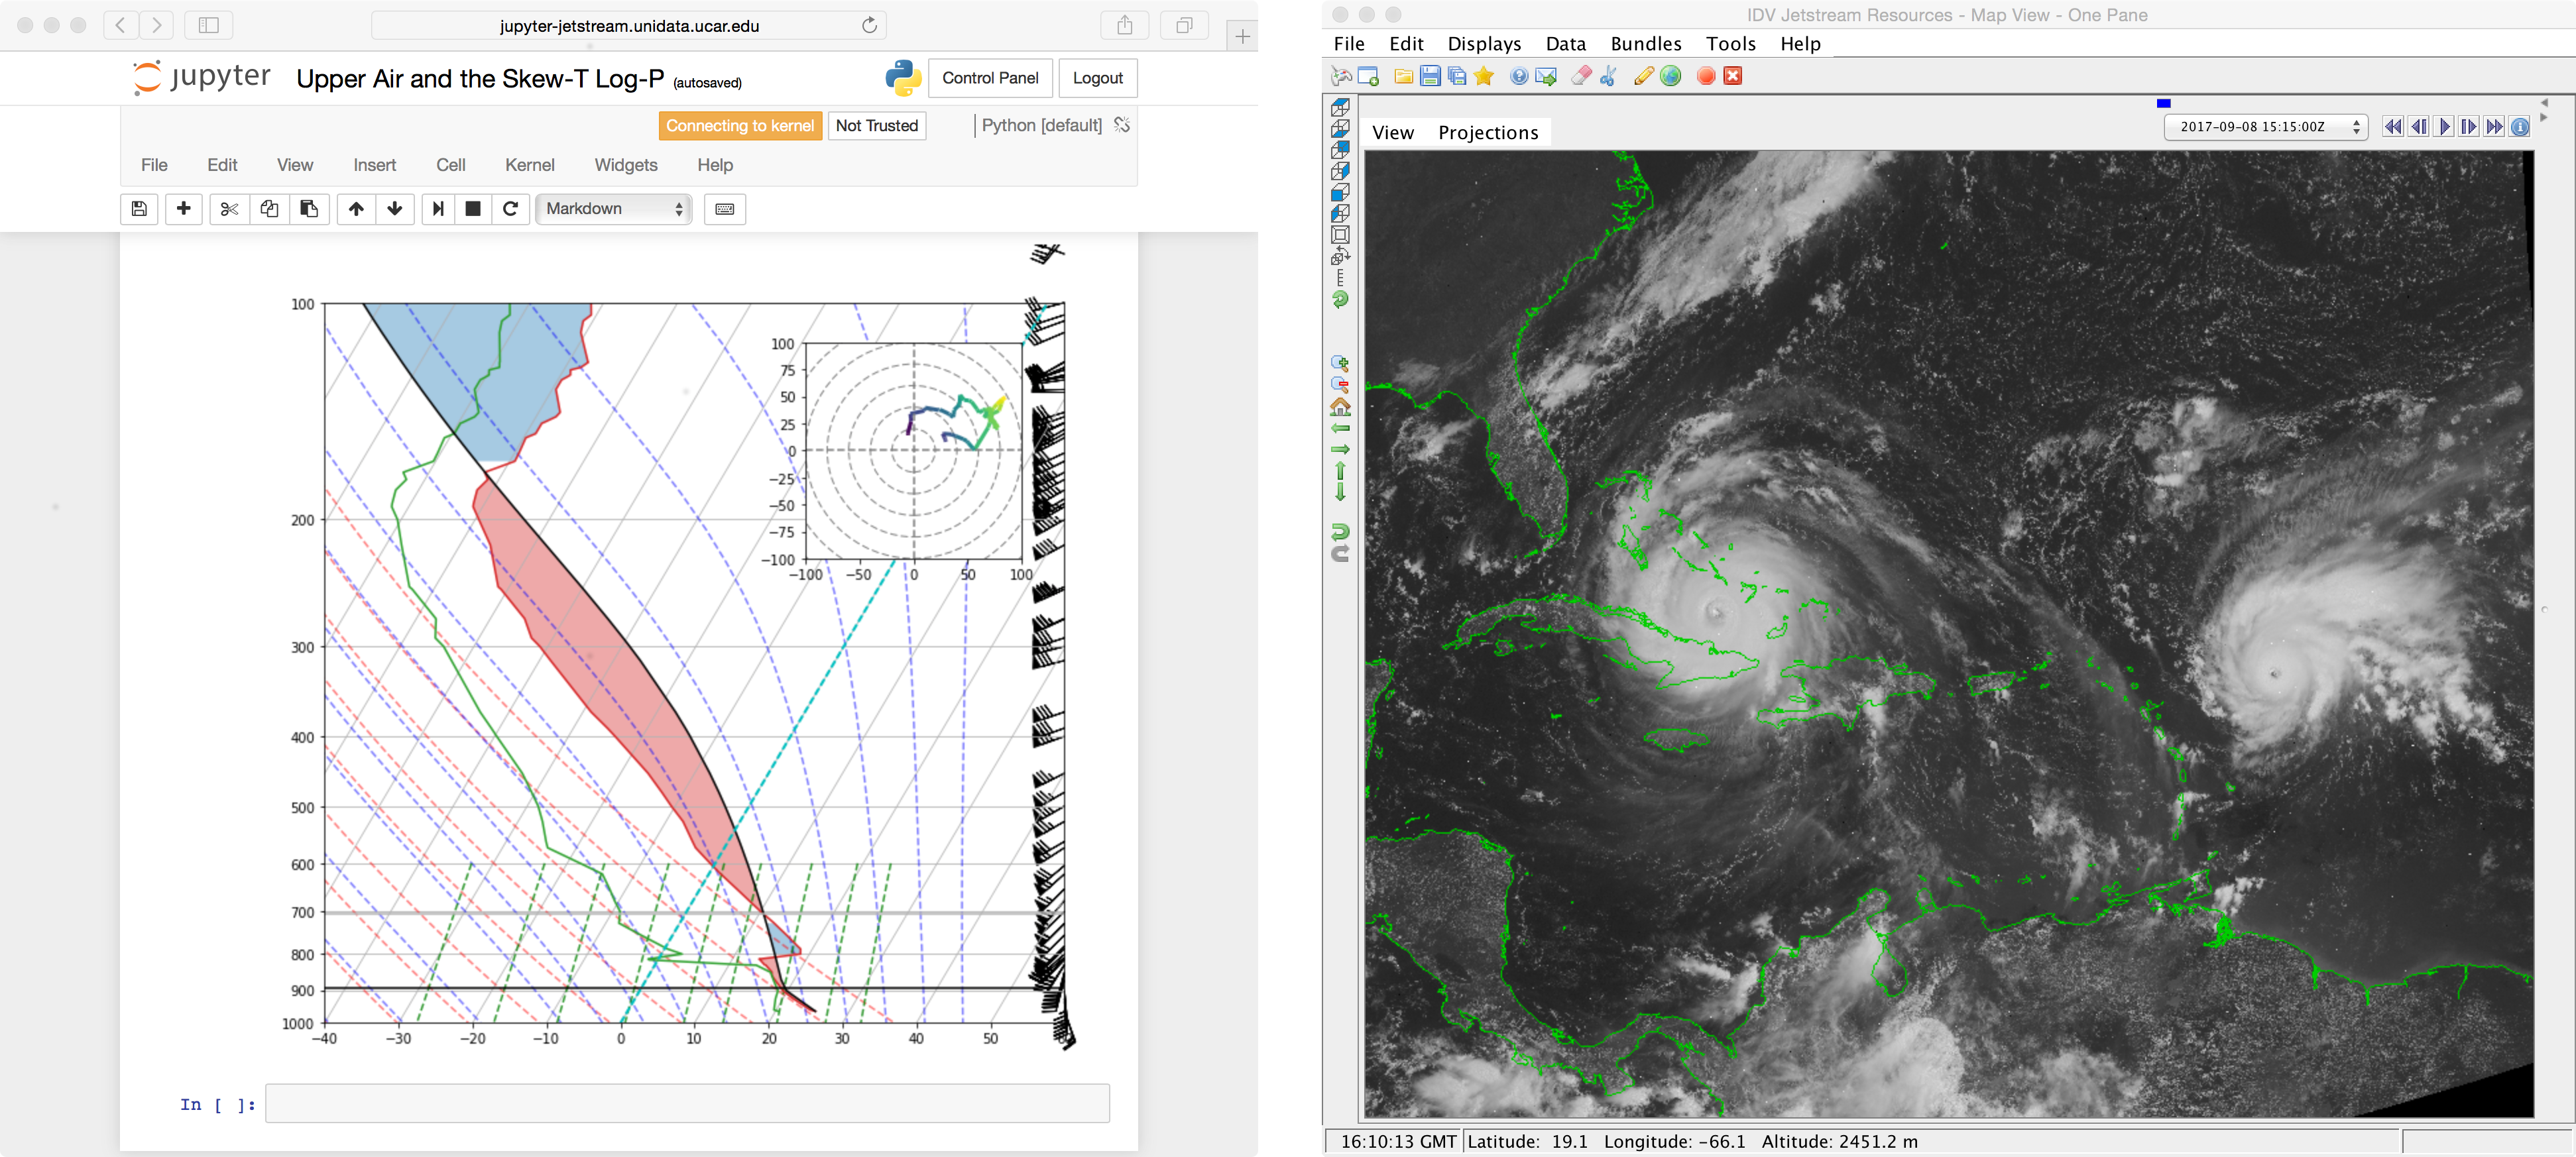 jupyter-jetstream.unidata.ucar.edu
jupyter Upper Air and the Skew-T Log-P (autosaved) Control Panel Logout
Connecting to kernel Not Trusted Python [default]
File Edit View Insert Cell Kernel Widgets Help
Markdown
100
200
300
400
500
600
700
800
900
1000
−40 −30 −20 −10 0 10 20 30 40 50
100
75
50
25
0
−25
−50
−75
−100
−100 −50 0 50 100
In [ ]:
IDV Jetstream Resources - Map View - One Pane
File Edit Displays Data Bundles Tools Help
View Projections 2017-09-08 15:15:00Z
16:10:13 GMT Latitude: 19.1 Longitude: -66.1 Altitude: 2451.2 m